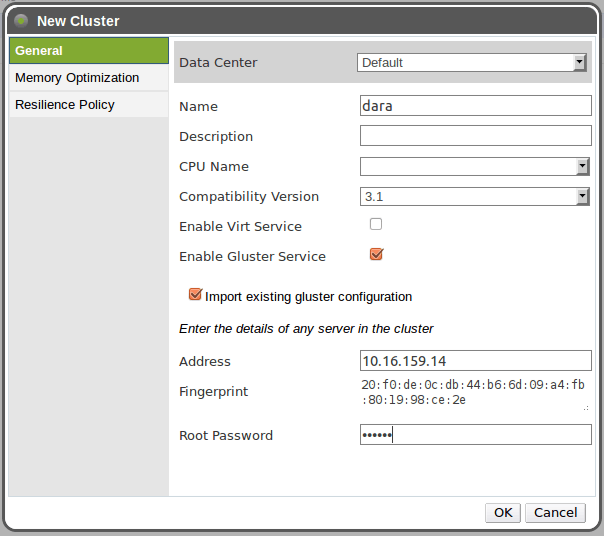 New Cluster
General
Memory Optimization
Resilience Policy
Data Center Default
Name dara
Description
CPU Name
Compatibility Version 3.1
Enable Virt Service
Enable Gluster Service
Import existing gluster configuration
Enter the details of any server in the cluster
Address 10.16.159.14
Fingerprint 20:f0:de:0c:db:44:b6:6d:09:a4:fb
:80:19:98:ce:2e
Root Password ••••••
OK Cancel